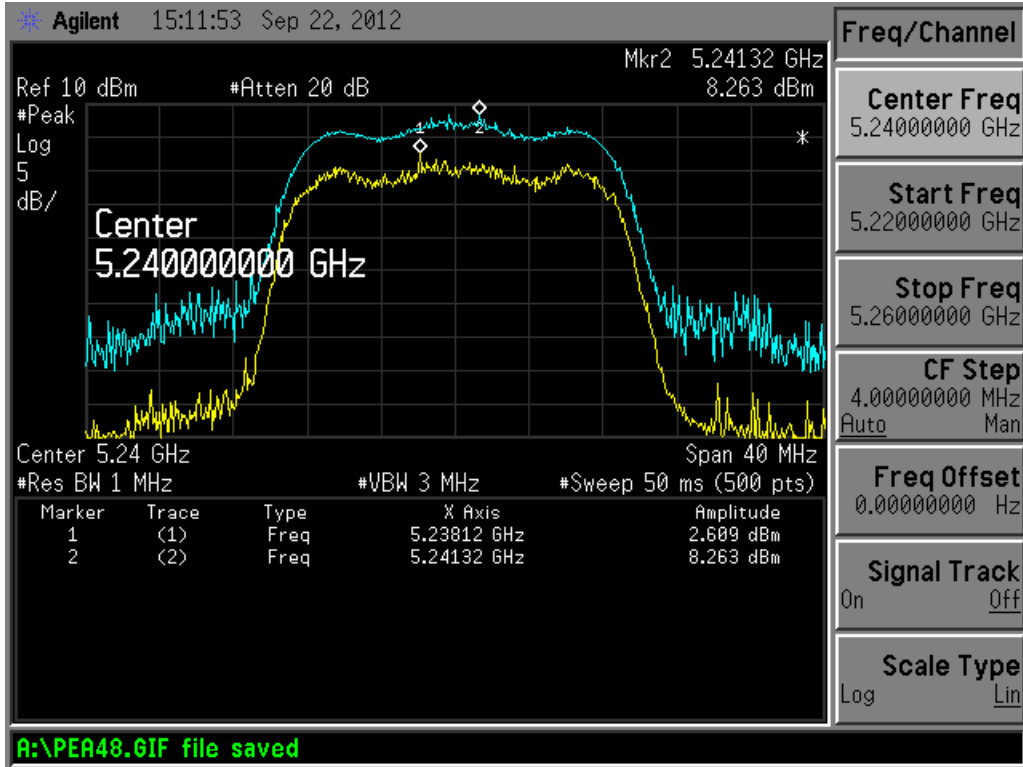 Agilent 15:11:53 Sep 22, 2012
Mkr2 5.24132 GHz
Ref 10 dBm #Atten 20 dB 8.263 dBm
#Peak
Log
5
dB/
1
2
*
Center
5.240000000 GHz
Center 5.24 GHz Span 40 MHz
#Res BW 1 MHz #VBW 3 MHz #Sweep 50 ms (500 pts)
Marker Trace Type X Axis Amplitude
1 (1) Freq 5.23812 GHz 2.609 dBm
2 (2) Freq 5.24132 GHz 8.263 dBm
Freq/Channel
Center Freq
5.24000000 GHz
Start Freq
5.22000000 GHz
Stop Freq
5.26000000 GHz
CF Step
4.00000000 MHz
Auto Man
Freq Offset
0.00000000 Hz
Signal Track
On Off
Scale Type
Log Lin
A:\PEA48.GIF file saved